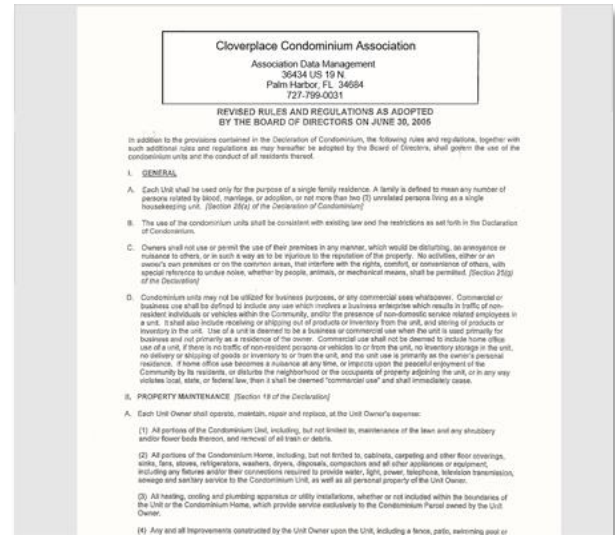 Cloverplace Condominium Association
Association Data Management
36434 US 19 N.
Palm Harbor, FL 34684
727-799-0031
REVISED RULES AND REGULATIONS AS ADOPTED
BY THE BOARD OF DIRECTORS ON JUNE 30, 2005
In addition to the provisions contained in the Declaration of Condominium, the following rules and regulations, together with
such additional rules and regulations as may hereafter be adopted by the Board of Directors, shall govern the use of the
condominium units and the conduct of all residents thereof.
I. GENERAL
A. Each Unit shall be used only for the purpose of a single family residence. A family is defined to mean any number of
persons related by blood, marriage, or adoption, or not more than two (2) unrelated persons living as a single
housekeeping unit. [Section 25(a) of the Declaration of Condominium]
B. The use of the condominium units shall be consistent with existing law and the restrictions as set forth in the Declaration
of Condominium.
C. Owners shall not use or permit the use of their premises in any manner, which would be disturbing, an annoyance or
nuisance to others, or in such a way as to be injurious to the reputation of the property. No activities, either or an
owner's own premises or on the common areas, that interfere with the rights, comfort, or convenience of others, with
special reference to undue noise, whether by people, animals, or mechanical means, shall be permitted. [Section 25(g)
of the Declaration]
D. Condominium units may not be utilized for business purposes, or any commercial uses whatsoever. Commercial or
business use shall be defined to include any use which involves a business enterprise which results in traffic of non-
resident individuals or vehicles within the Community, and/or the presence of non-domestic service related employees in
a unit. It shall also include receiving or shipping out of products or inventory from the unit, and storing of products or
inventory in the unit. Use of a unit is deemed to be a business or commercial use when the unit is used primarily for
business and not primarily as a residence of the owner. Commercial use shall not be deemed to include home office
use of a unit, if there is no traffic of non-resident persons or vehicles to or from the unit, no inventory storage in the unit,
no delivery or shipping of goods or inventory to or from the unit, and the unit use is primarily as the owner's personal
residence. If home office use becomes a nuisance at any time, or impacts upon the peaceful enjoyment of the
Community by its residents, or disturbs the neighborhood or the occupants of property adjoining the unit, or in any way
violates local, state, or federal law, then it shall be deemed "commercial use" and shall immediately cease.
II. PROPERTY MAINTENANCE [Section 18 of the Declaration]
A. Each Unit Owner shall operate, maintain, repair and replace, at the Unit Owner's expense:
(1) All portions of the Condominium Unit, including, but not limited to, maintenance of the lawn and any shrubbery
and/or flower beds thereon, and removal of all trash or debris.
(2) All portions of the Condominium Home, including, but not limited to, cabinets, carpeting and other floor coverings,
sinks, fans, stoves, refrigerators, washers, dryers, disposals, compactors and all other appliances or equipment,
including any fixtures and/or their connections required to provide water, light, power, telephone, television transmission,
sewage and sanitary service to the Condominium Unit, as well as all personal property of the Unit Owner.
(3) All heating, cooling and plumbing apparatus or utility installations, whether or not included within the boundaries of
the Unit or the Condominium Home, which provide service exclusively to the Condominium Parcel owned by the Unit
Owner.
(4) Any and all Improvements constructed by the Unit Owner upon the Unit, including a fence, patio, swimming pool or